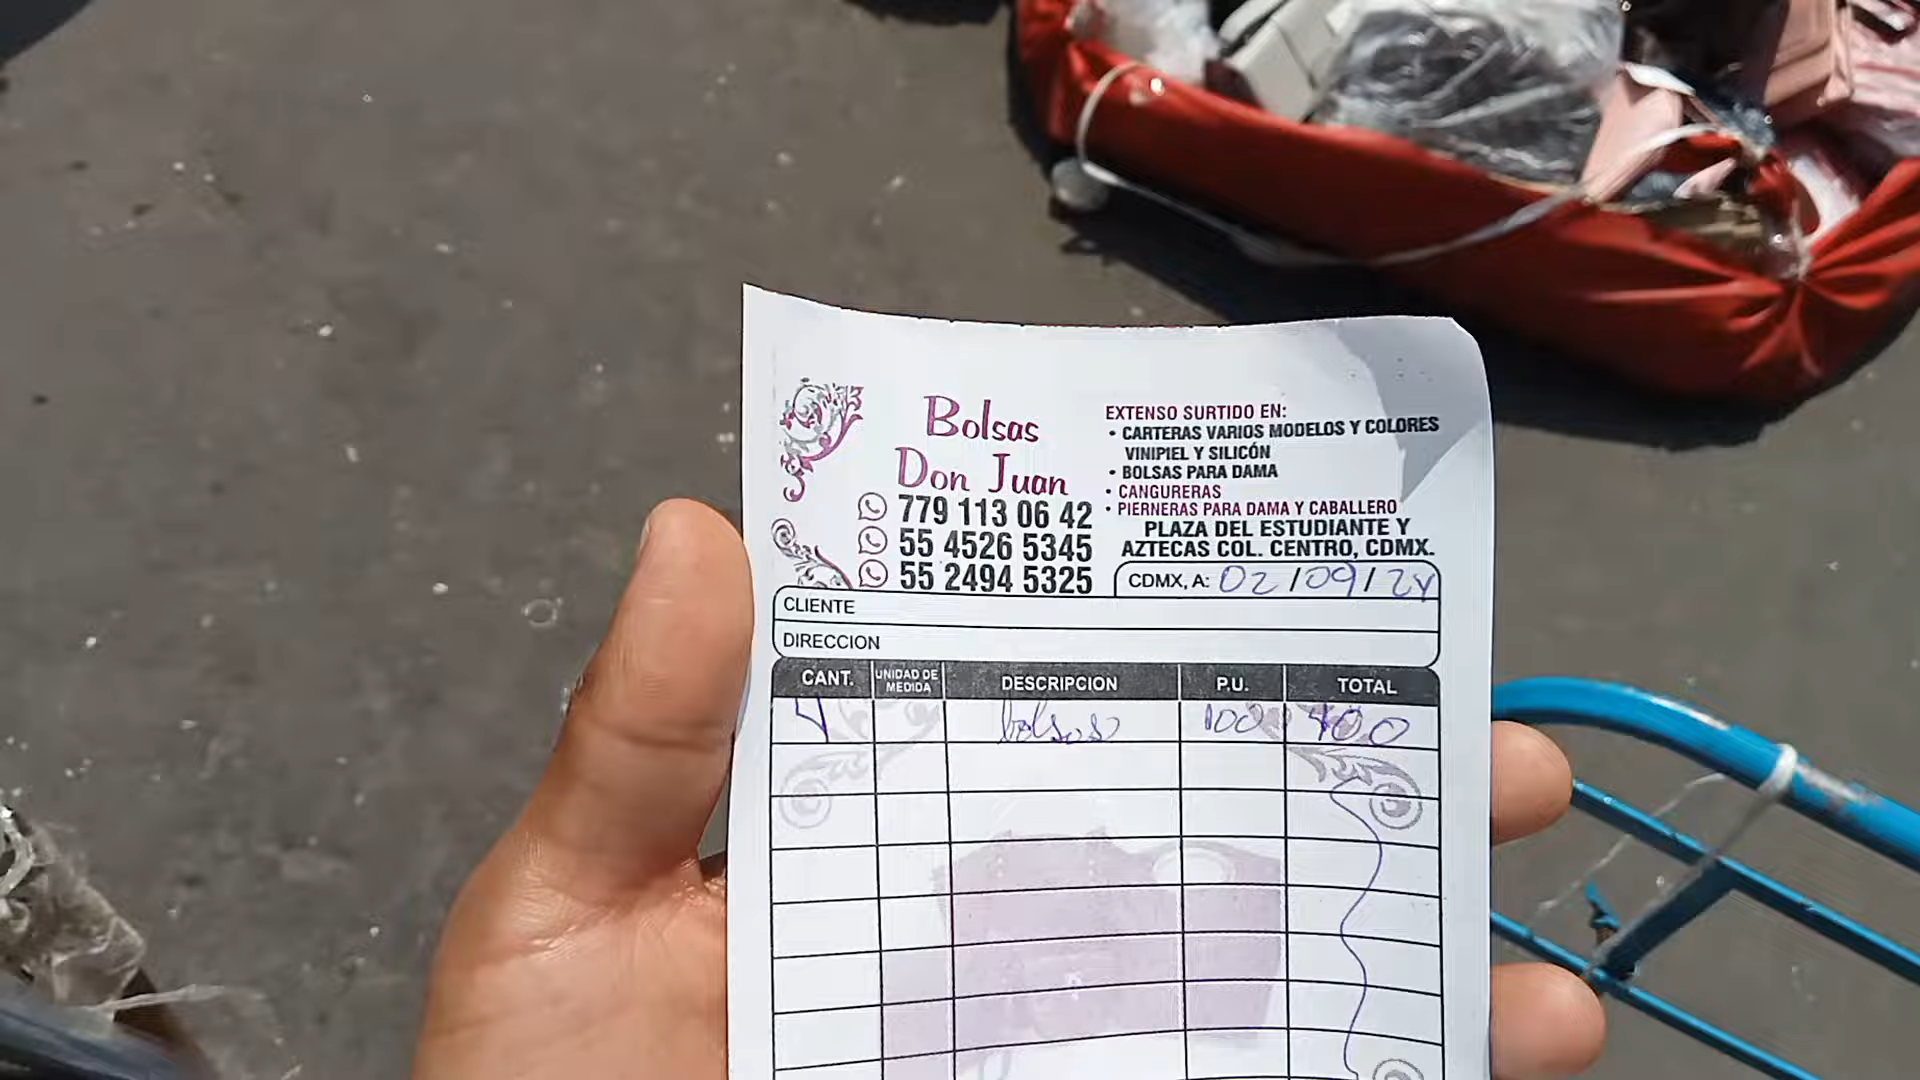 Bolsas
Don Juan
779 113 06 42
55 4526 5345
55 2494 5325
EXTENSO SURTIDO EN:
• CARTERAS VARIOS MODELOS Y COLORES
VINIPIEL Y SILICÓN
• BOLSAS PARA DAMA
• CANGURERAS
• PIERNERAS PARA DAMA Y CABALLERO
PLAZA DEL ESTUDIANTE Y
AZTECAS COL. CENTRO, CDMX.
CDMX, A: 02/09/24
CLIENTE
DIRECCION
CANT. UNIDAD DE MEDIDA DESCRIPCION P.U. TOTAL
4 bolsas 100 400